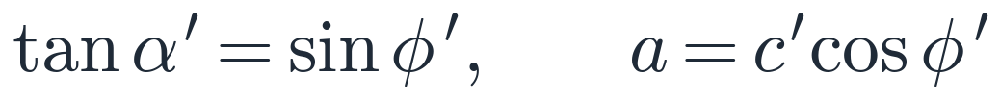 tan α′ = sin ϕ′, a = c′cos ϕ′